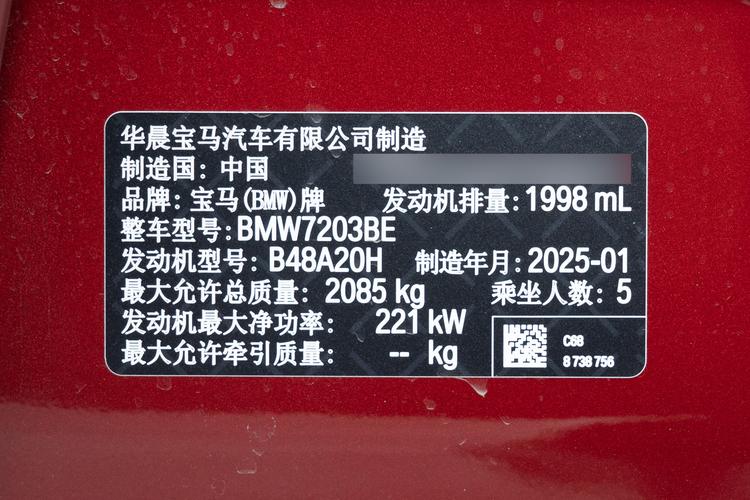 华晨宝马汽车有限公司制造
制造国：中国
品牌：宝马(BMW)牌 发动机排量：1998 mL
整车型号：BMW7203BE
发动机型号：B48A20H 制造年月：2025-01
最大允许总质量：2085 kg 乘坐人数：5
发动机最大净功率：221 kW
最大允许牵引质量：-- kg
C68
8 738 756